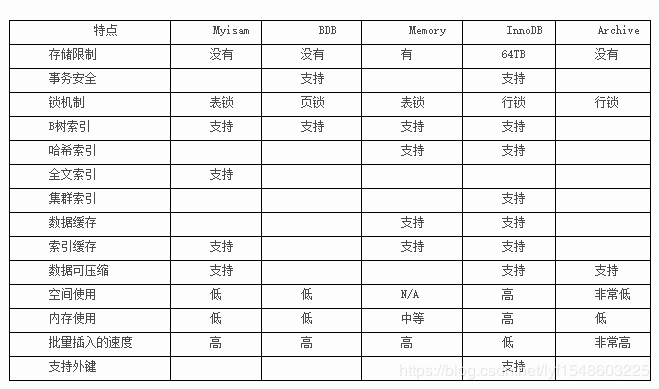 特点 Myisam BDB Memory InnoDB Archive
存储限制 没有 没有 有 64TB 没有
事务安全 支持 支持
锁机制 表锁 页锁 表锁 行锁 行锁
B树索引 支持 支持 支持 支持
哈希索引 支持 支持
全文索引 支持
集群索引 支持
数据缓存 支持 支持
索引缓存 支持 支持 支持
数据可压缩 支持 支持 支持
空间使用 低 低 N/A 高 非常低
内存使用 低 低 中等 高 低
批量插入的速度 高 高 高 低 非常高
支持外键 支持
https://blog.csdn.net/lyf1548603225